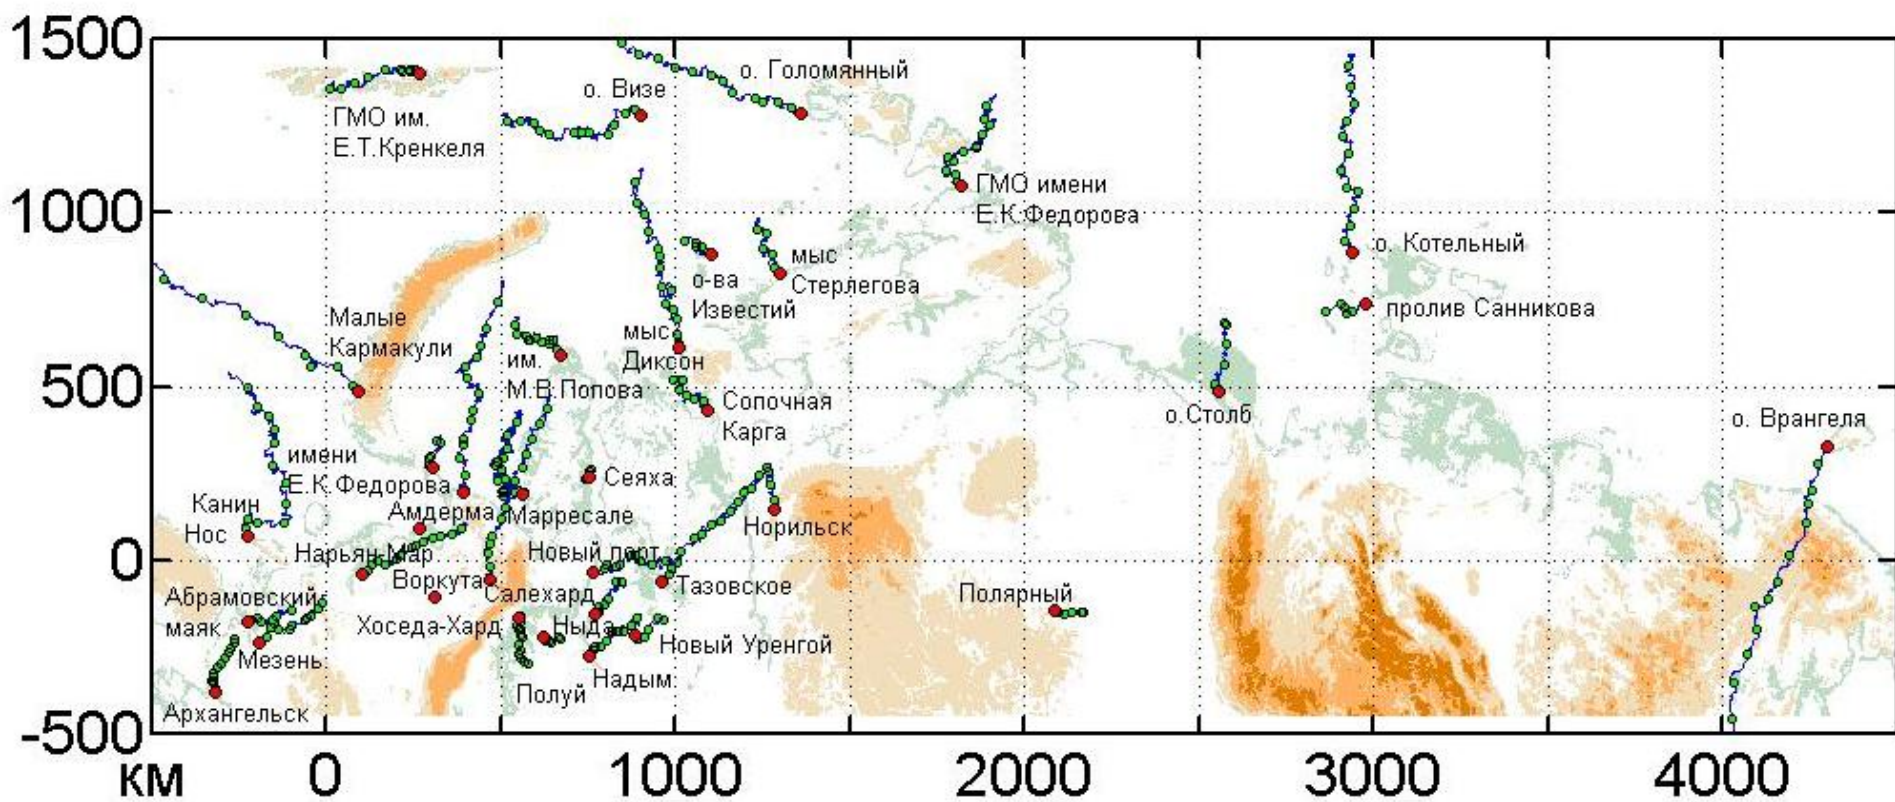 1500
о. Голомянный
о. Визе
ГМО им.
Е.Т.Кренкеля
ГМО имени
Е.К.Федорова
1000
о. Котельный
мыс
Стерлегова
о-ва
Известий
пролив Санникова
Малые
Кармакули
мыс
Диксон
им.
М.В.Попова
500
Сопочная
Карга
о.Столб
о. Врангеля
имени
Е.К.Федорова
Сеяха
Канин
Нос
Амдерма
Марресале
Норильск
Нарьян-Мар
Новый порт
0
Воркута
Салехард
Тазовское
Полярный
Абрамовский
маяк
Хоседа-Хард
Ныда
Новый Уренгой
Мезень
Надым
Полуй
Архангельск
-500
км
0
1000
2000
3000
4000